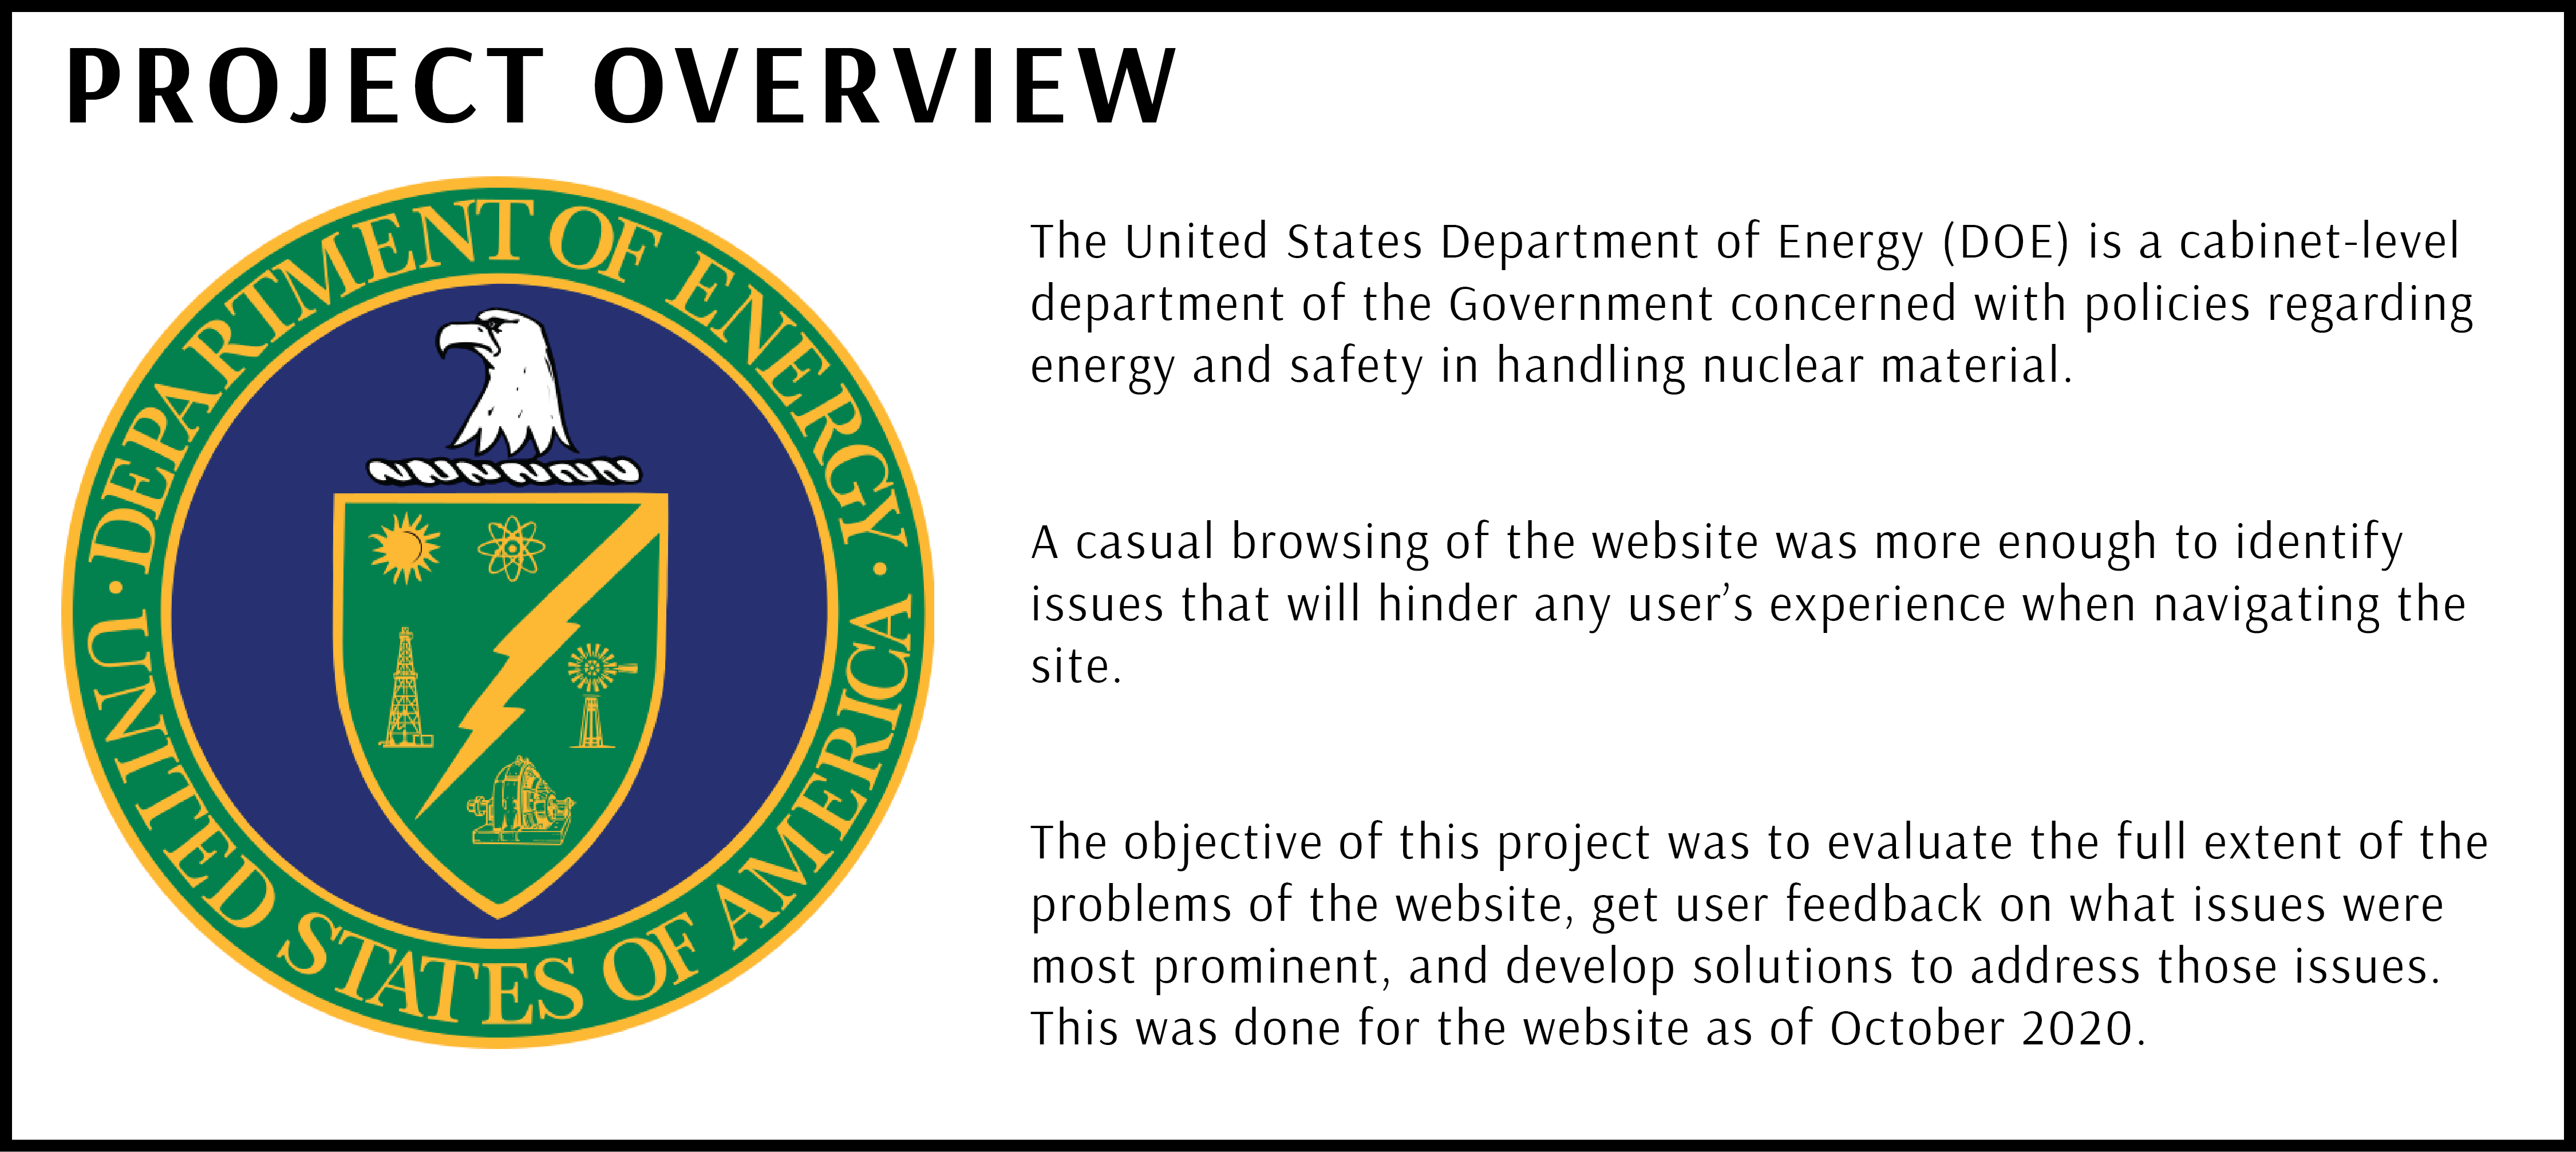 PROJECT OVERVIEW
DEPARTMENT OF ENERGY
UNITED STATES OF AMERICA
The United States Department of Energy (DOE) is a cabinet-level
department of the Government concerned with policies regarding
energy and safety in handling nuclear material.
A casual browsing of the website was more enough to identify
issues that will hinder any user’s experience when navigating the
site.
The objective of this project was to evaluate the full extent of the
problems of the website, get user feedback on what issues were
most prominent, and develop solutions to address those issues.
This was done for the website as of October 2020.